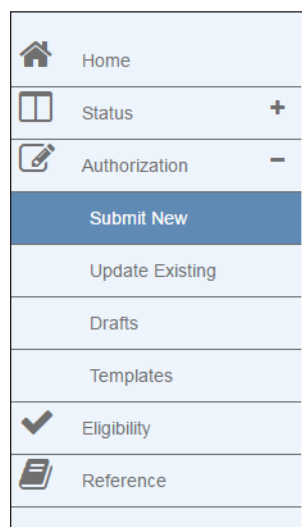 Home
Status +
Authorization −
Submit New
Update Existing
Drafts
Templates
Eligibility
Reference